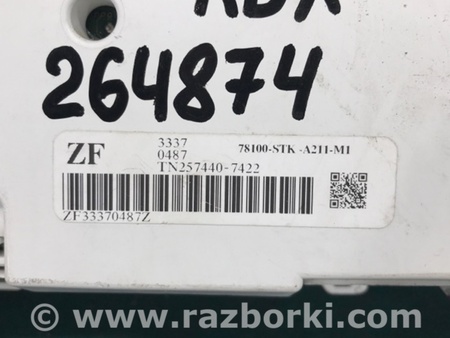 RDX
264874
ZF 3337 78100-STK -A211-M1
0487
TN257440-7422
ZF33370487Z
© www.razborki.com